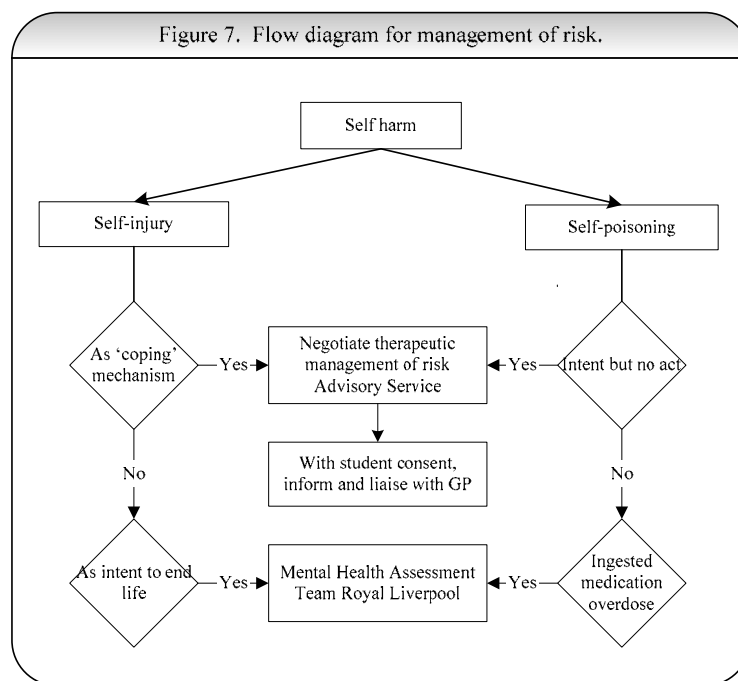 Figure 7.  Flow diagram for management of risk.
Self harm
Self-injury
Self-poisoning
As ‘coping’
mechanism
Yes
Negotiate therapeutic
management of risk
Advisory Service
Yes
Intent but no act
With student consent,
inform and liaise with GP
No
No
As intent to end
life
Yes
Mental Health Assessment
Team Royal Liverpool
Yes
Ingested
medication
overdose